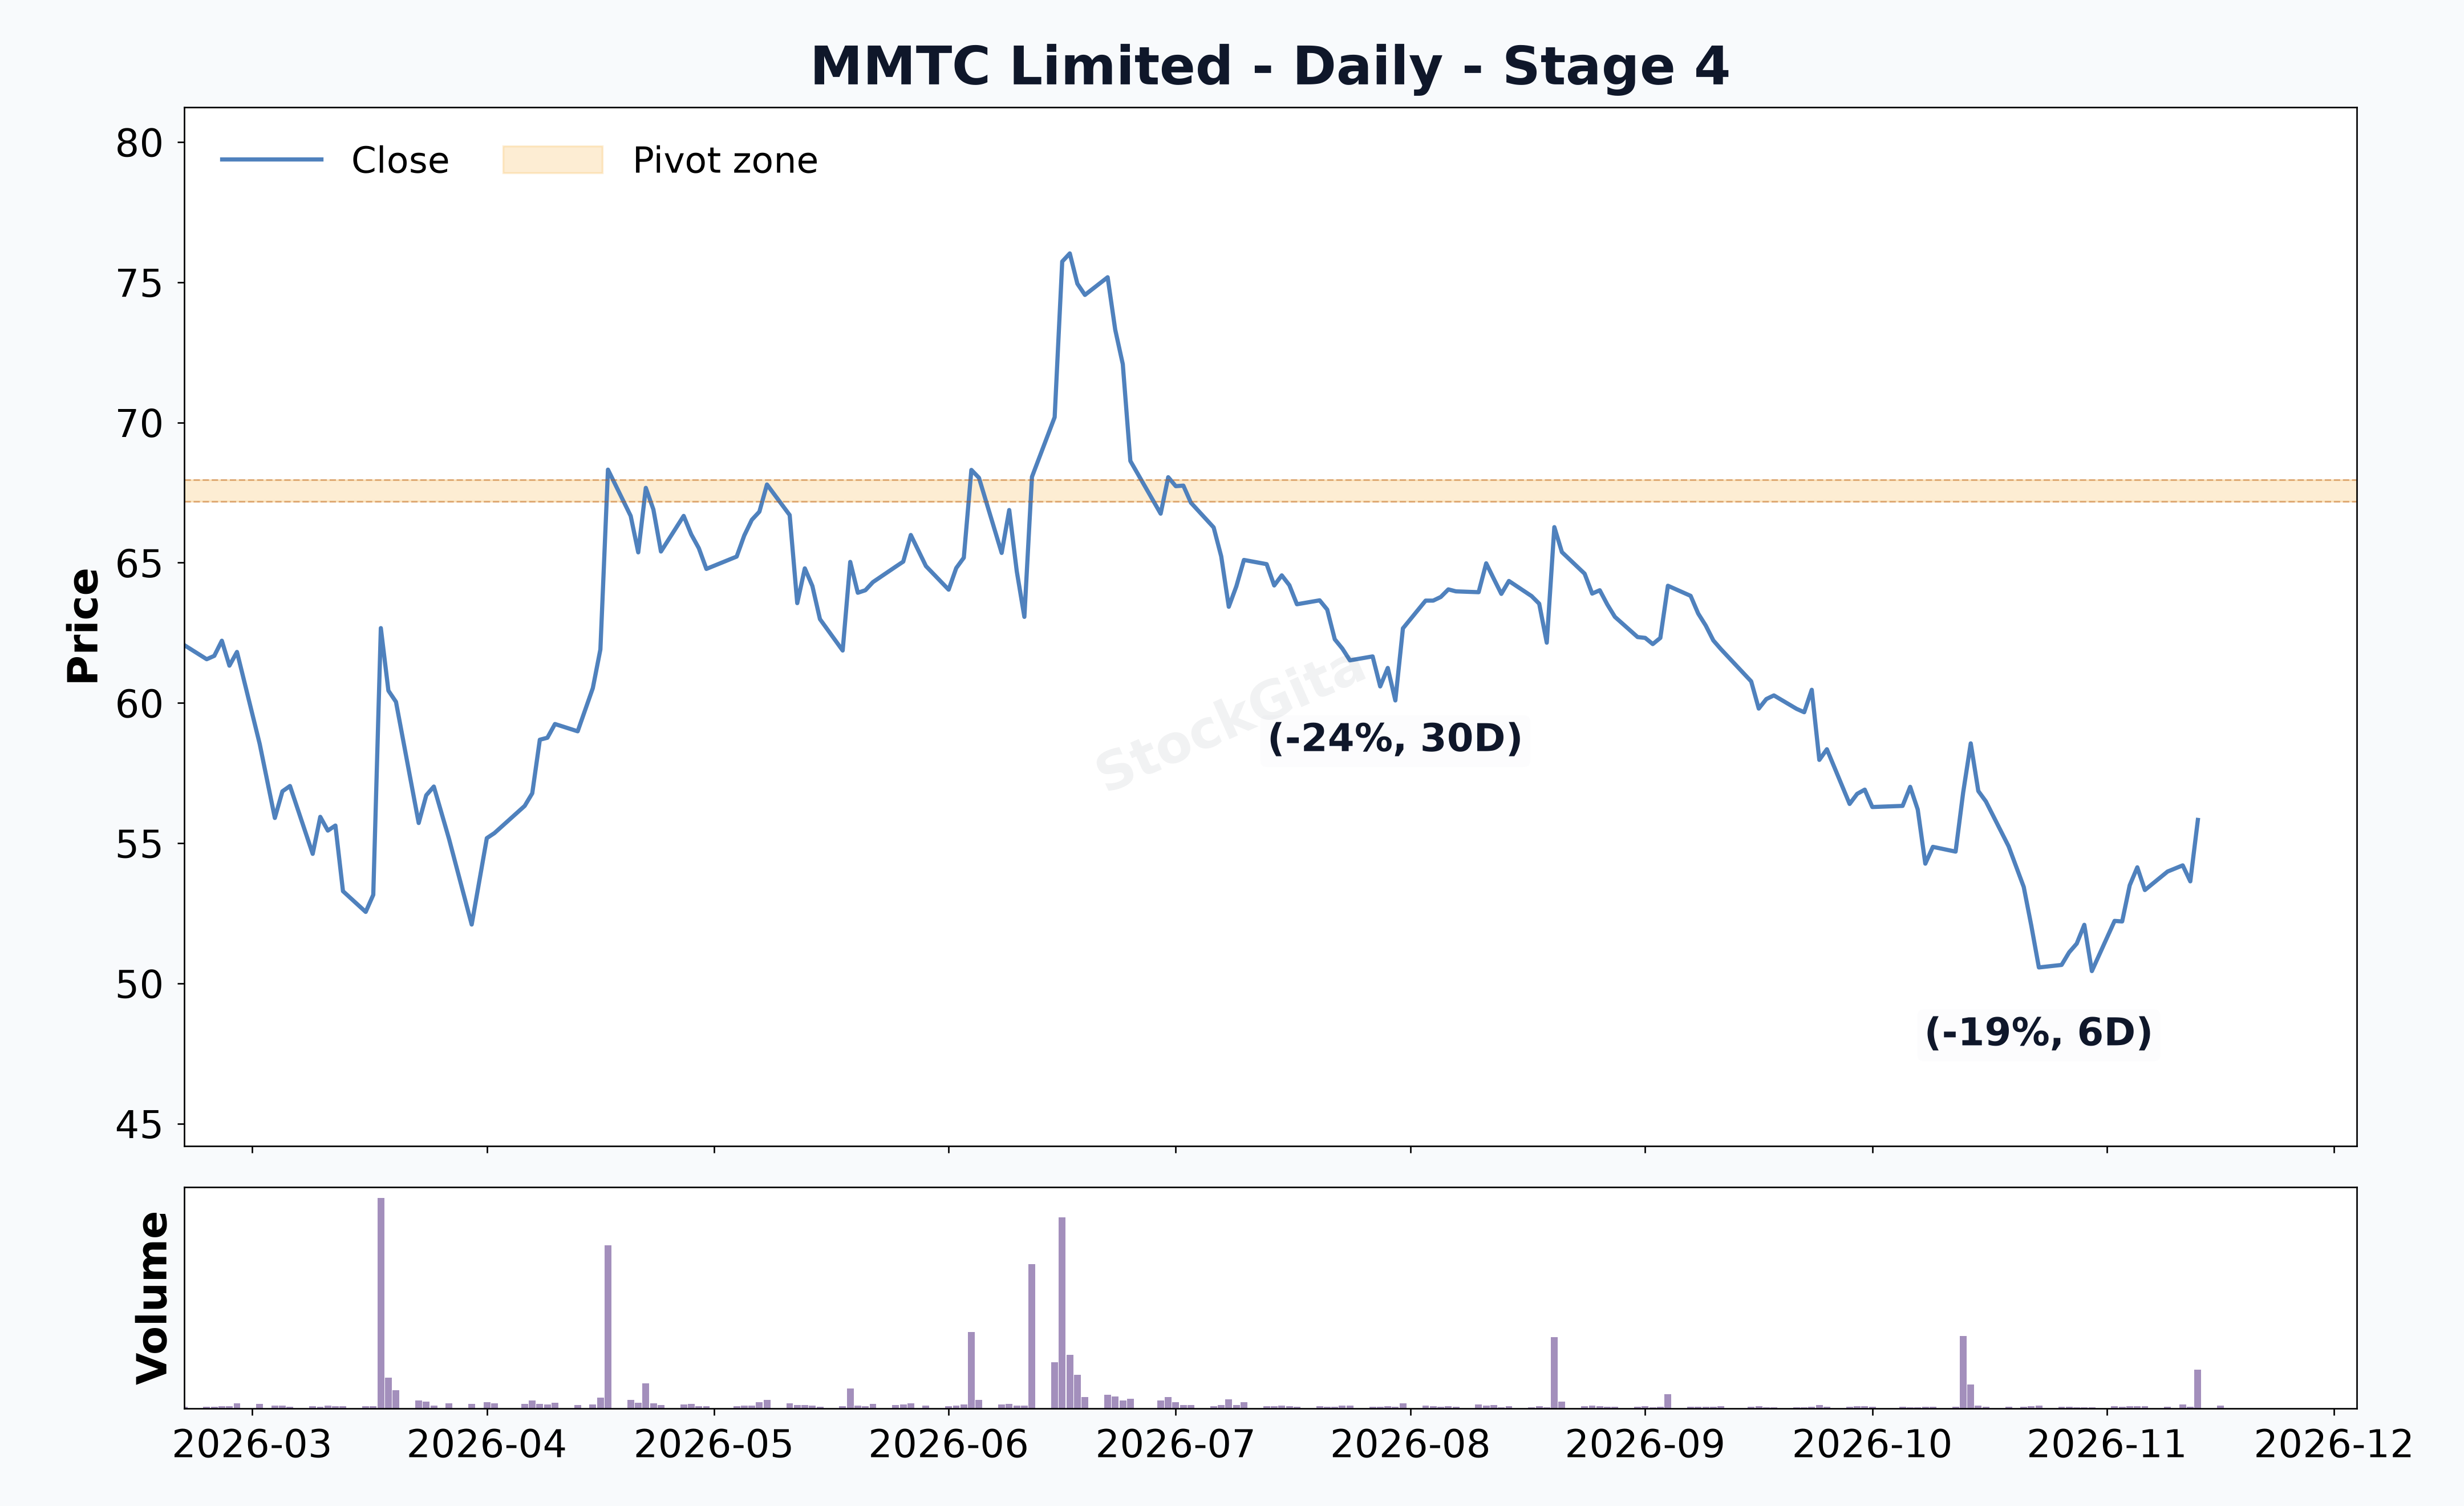 MMTC Limited - Daily - Stage 4
Close
Pivot zone
80
75
70
65
60
55
50
45
Price
StockGita
(-24%, 30D)
(-19%, 6D)
Volume
2026-03 2026-04 2026-05 2026-06 2026-07 2026-08 2026-09 2026-10 2026-11 2026-12